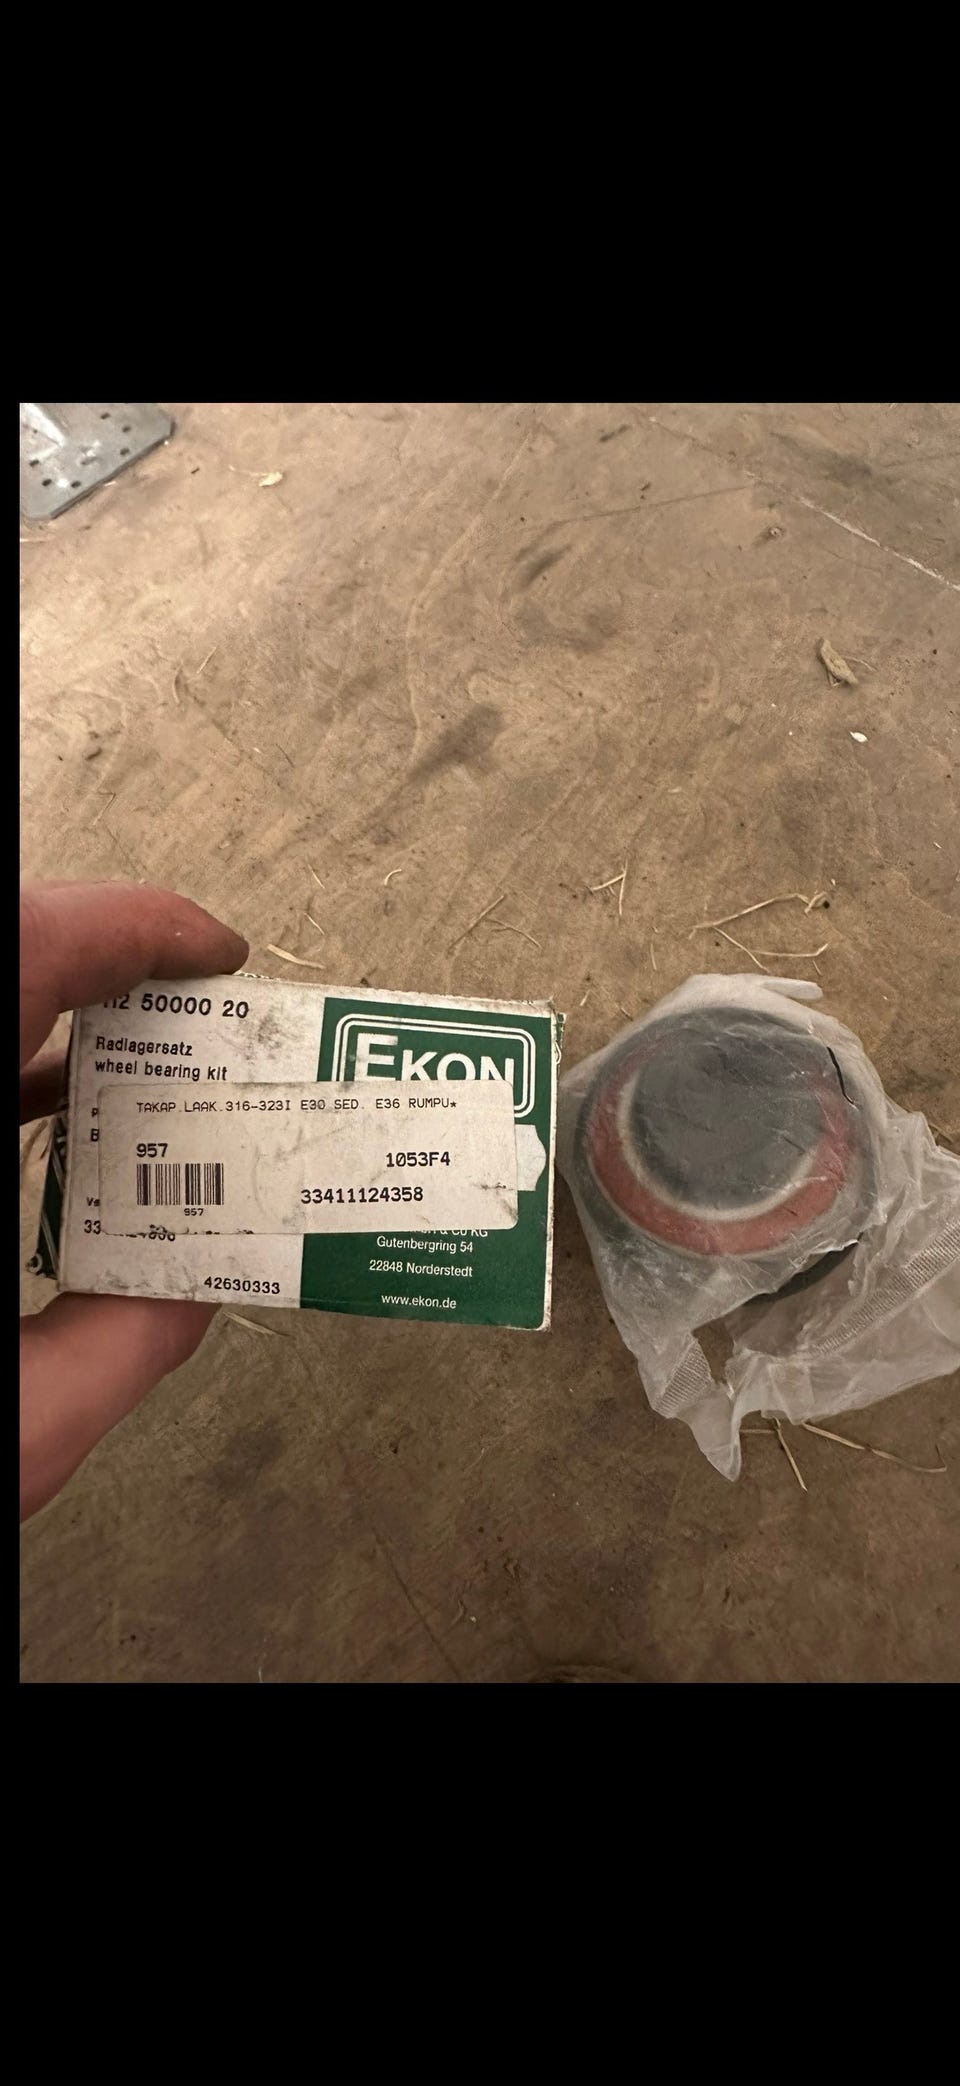 50000 20
Radlagersatz
wheel bearing kit
EKON
TAKAP.LAAK.316-323I E30 SED. E36 RUMPU*
957
1053F4
957
33411124358
Gutenbergring 54
22848 Norderstedt
42630333
www.ekon.de